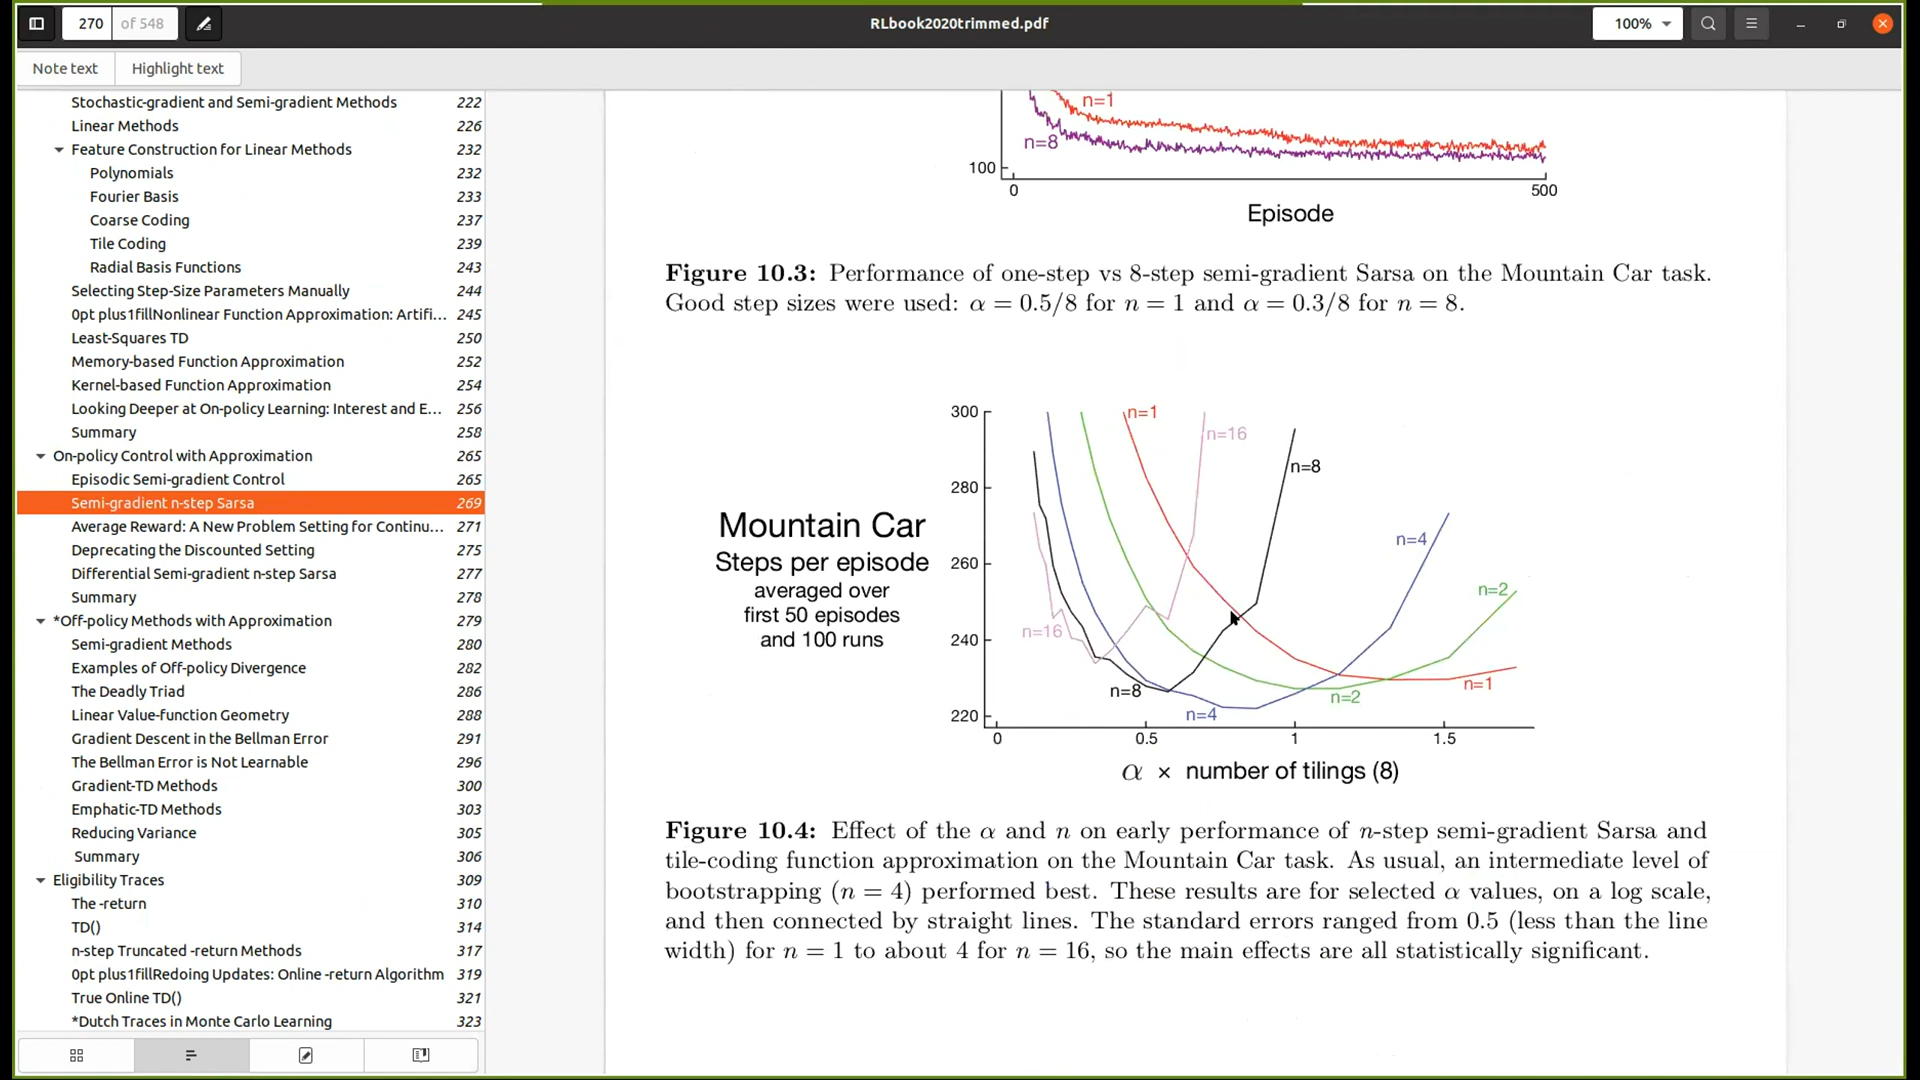 270 of 548
RLbook2020trimmed.pdf
100%
Note text
Highlight text
Stochastic-gradient and Semi-gradient Methods 222
Linear Methods 226
Feature Construction for Linear Methods 232
Polynomials 232
Fourier Basis 233
Coarse Coding 237
Tile Coding 239
Radial Basis Functions 243
Selecting Step-Size Parameters Manually 244
0pt plus1fillNonlinear Function Approximation: Artifi... 245
Least-Squares TD 250
Memory-based Function Approximation 252
Kernel-based Function Approximation 254
Looking Deeper at On-policy Learning: Interest and E... 256
Summary 258
On-policy Control with Approximation 265
Episodic Semi-gradient Control 265
Semi-gradient n-step Sarsa 269
Average Reward: A New Problem Setting for Continu... 271
Deprecating the Discounted Setting 275
Differential Semi-gradient n-step Sarsa 277
Summary 278
*Off-policy Methods with Approximation 279
Semi-gradient Methods 280
Examples of Off-policy Divergence 282
The Deadly Triad 286
Linear Value-function Geometry 288
Gradient Descent in the Bellman Error 291
The Bellman Error is Not Learnable 296
Gradient-TD Methods 300
Emphatic-TD Methods 303
Reducing Variance 305
Summary 306
Eligibility Traces 309
The -return 310
TD() 314
n-step Truncated -return Methods 317
0pt plus1fillRedoing Updates: Online -return Algorithm 319
True Online TD() 321
*Dutch Traces in Monte Carlo Learning 323
n=1
n=8
100
0 500
Episode
Figure 10.3: Performance of one-step vs 8-step semi-gradient Sarsa on the Mountain Car task.
Good step sizes were used: α = 0.5/8 for n = 1 and α = 0.3/8 for n = 8.
300
280
260
240
220
Mountain Car
Steps per episode
averaged over
first 50 episodes
and 100 runs
n=1
n=16
n=8
n=4
n=2
n=16
n=1
n=8
n=2
n=4
0 0.5 1 1.5
α × number of tilings (8)
Figure 10.4: Effect of the α and n on early performance of n-step semi-gradient Sarsa and
tile-coding function approximation on the Mountain Car task. As usual, an intermediate level of
bootstrapping (n = 4) performed best. These results are for selected α values, on a log scale,
and then connected by straight lines. The standard errors ranged from 0.5 (less than the line
width) for n = 1 to about 4 for n = 16, so the main effects are all statistically significant.